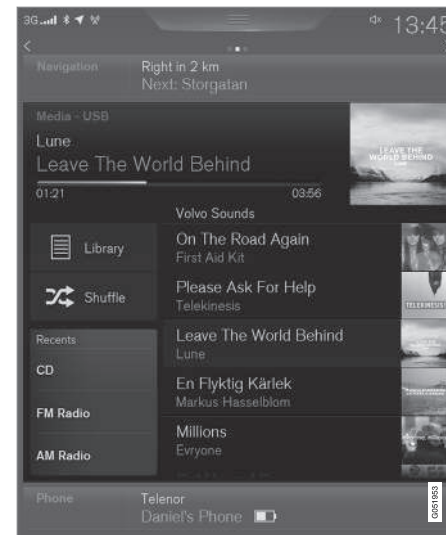 3G
13:45
Navigation
Right in 2 km
Next: Storgatan
Media - USB
Lune
Leave The World Behind
01:21
03:56
LEAVE THE
WORLD BEHIND
Volvo Sounds
Library
Shuffle
On The Road Again
First Aid Kit
Please Ask For Help
Telekinesis
TELEKINESIS
Leave The World Behind
Lune
En Flyktig Kärlek
Markus Hasselblom
Millions
Evryone
Recents
CD
FM Radio
AM Radio
Phone
Telenor
Daniel's Phone
G051953